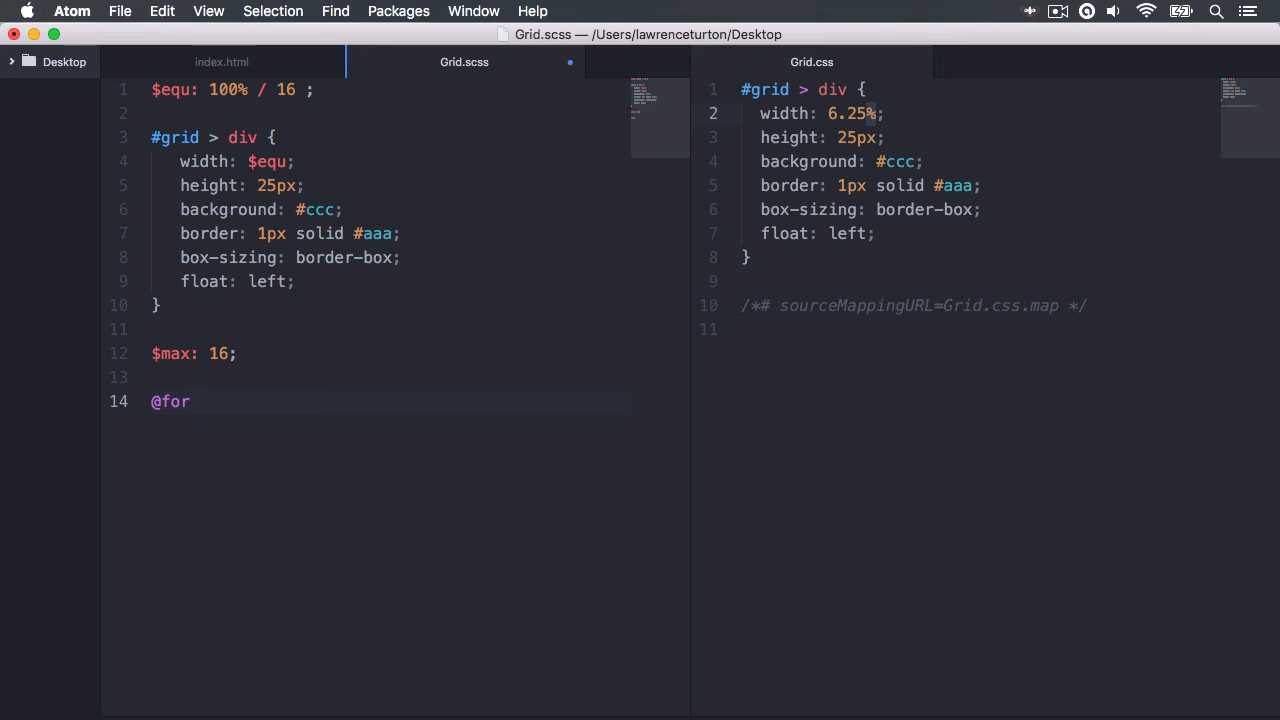 Atom File Edit View Selection Find Packages Window Help
Grid.scss — /Users/lawrenceturton/Desktop
Desktop
index.html
Grid.scss
1 $equ: 100% / 16 ;
2
3 #grid > div {
4 width: $equ;
5 height: 25px;
6 background: #ccc;
7 border: 1px solid #aaa;
8 box-sizing: border-box;
9 float: left;
10 }
11
12 $max: 16;
13
14 @for
Grid.css
1 #grid > div {
2 width: 6.25%;
3 height: 25px;
4 background: #ccc;
5 border: 1px solid #aaa;
6 box-sizing: border-box;
7 float: left;
8 }
9
10 /*# sourceMappingURL=Grid.css.map */
11